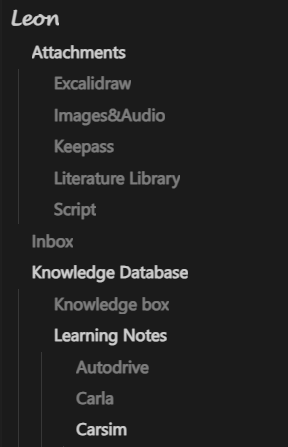 Leon
Attachments
Excalidraw
Images&Audio
Keepass
Literature Library
Script
Inbox
Knowledge Database
Knowledge box
Learning Notes
Autodrive
Carla
Carsim